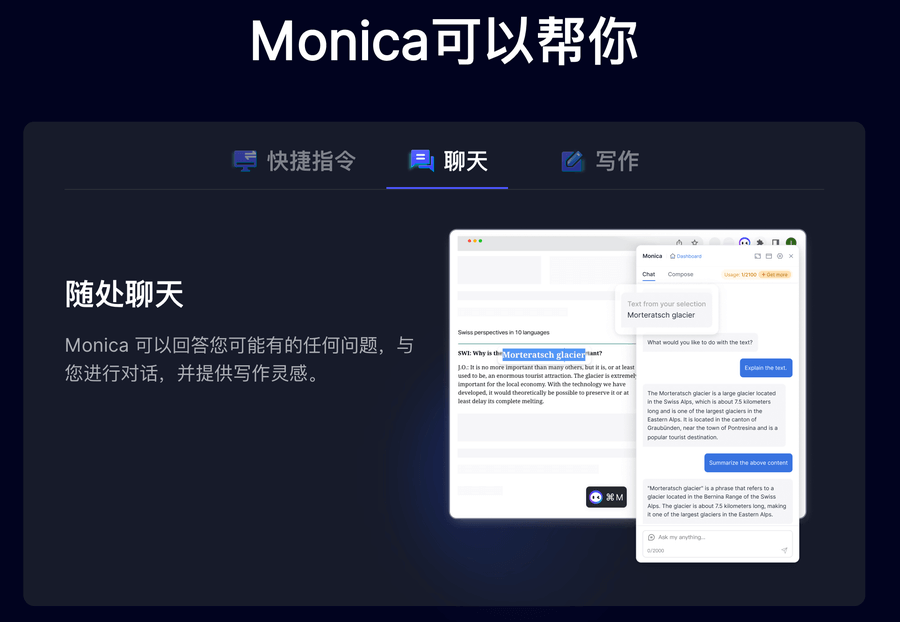 Monica可以帮你
快捷指令
聊天
写作
随处聊天
Monica 可以回答您可能有的任何问题，与
您进行对话，并提供写作灵感。
Swiss perspectives in 10 languages
SWI: Why is the Morteratsch glacier tant?
J.O.: It is no more important than many others, but it is, or at least
used to be, an enormous tourist attraction. The glacier is extremely
important for the local economy. With the technology we have
developed, it would theoretically be possible to preserve it or at
least delay its complete melting.
⌘ M
Monica
Dashboard
Chat
Compose
Usage: 1/2100
+ Get more
Text from your selection
Morteratsch glacier
What would you like to do with the text?
Explain the text.
The Morteratsch glacier is a large glacier located
in the Swiss Alps, which is about 7.5 kilometers
long and is one of the largest glaciers in the
Eastern Alps. It is located in the canton of
Graubünden, near the town of Pontresina and is a
popular tourist destination.
Summarize the above content
"Morteratsch glacier" is a phrase that refers to a
glacier located in the Bernina Range of the Swiss
Alps. The glacier is about 7.5 kilometers long, making
it one of the largest glaciers in the Eastern Alps.
Ask my anything...
0/2000